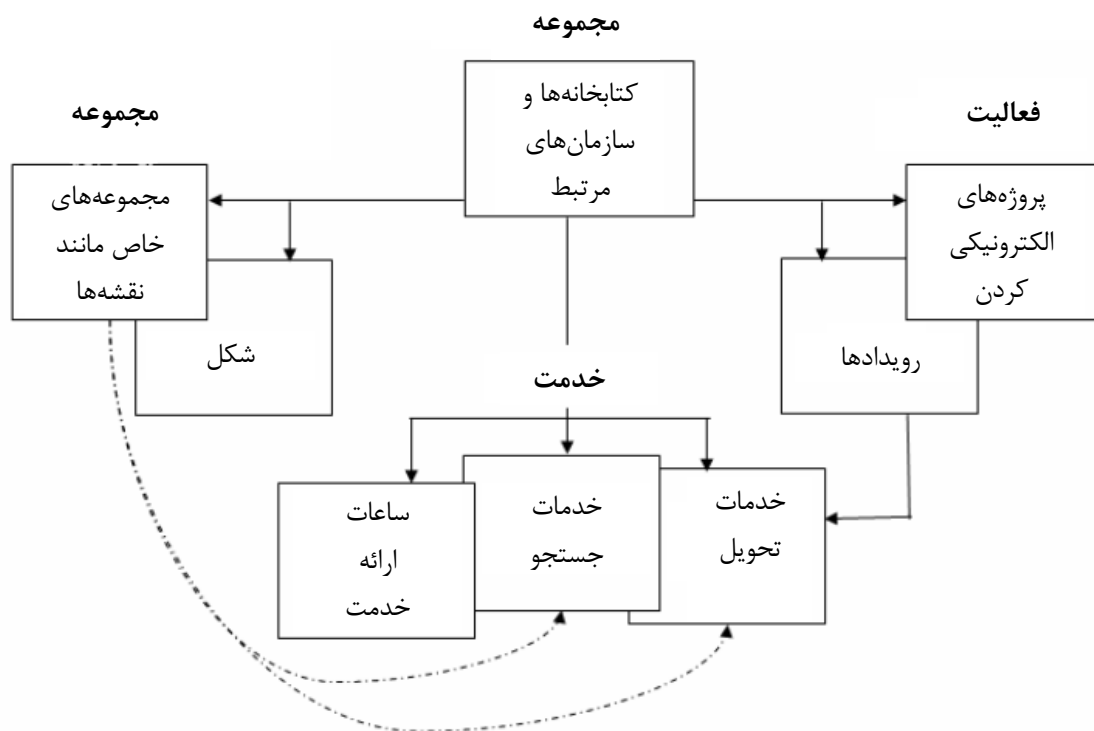 مجموعه
کتابخانه‌ها و
سازمان‌های
مرتبط
فعالیت
پروژه‌های
الکترونیکی
کردن
رویدادها
مجموعه
مجموعه‌های
خاص مانند
نقشه‌ها
شکل
خدمت
خدمات
تحویل
خدمات
جستجو
ساعات
ارائه
خدمت